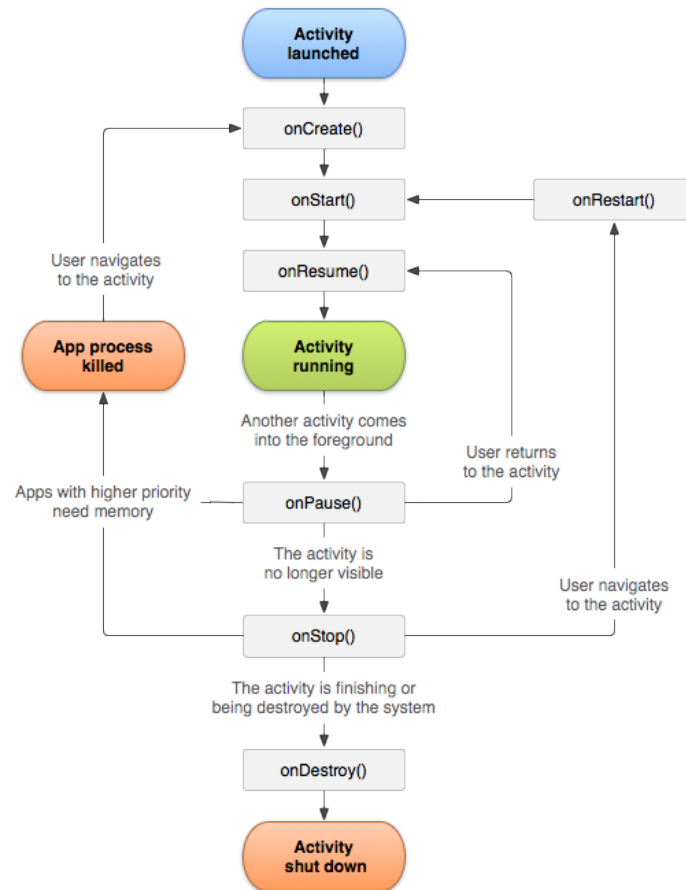 Activity
launched
onCreate()
onStart()
onRestart()
User navigates
to the activity
onResume()
App process
killed
Activity
running
Another activity comes
into the foreground
User returns
to the activity
Apps with higher priority
need memory
onPause()
The activity is
no longer visible
User navigates
to the activity
onStop()
The activity is finishing or
being destroyed by the system
onDestroy()
Activity
shut down